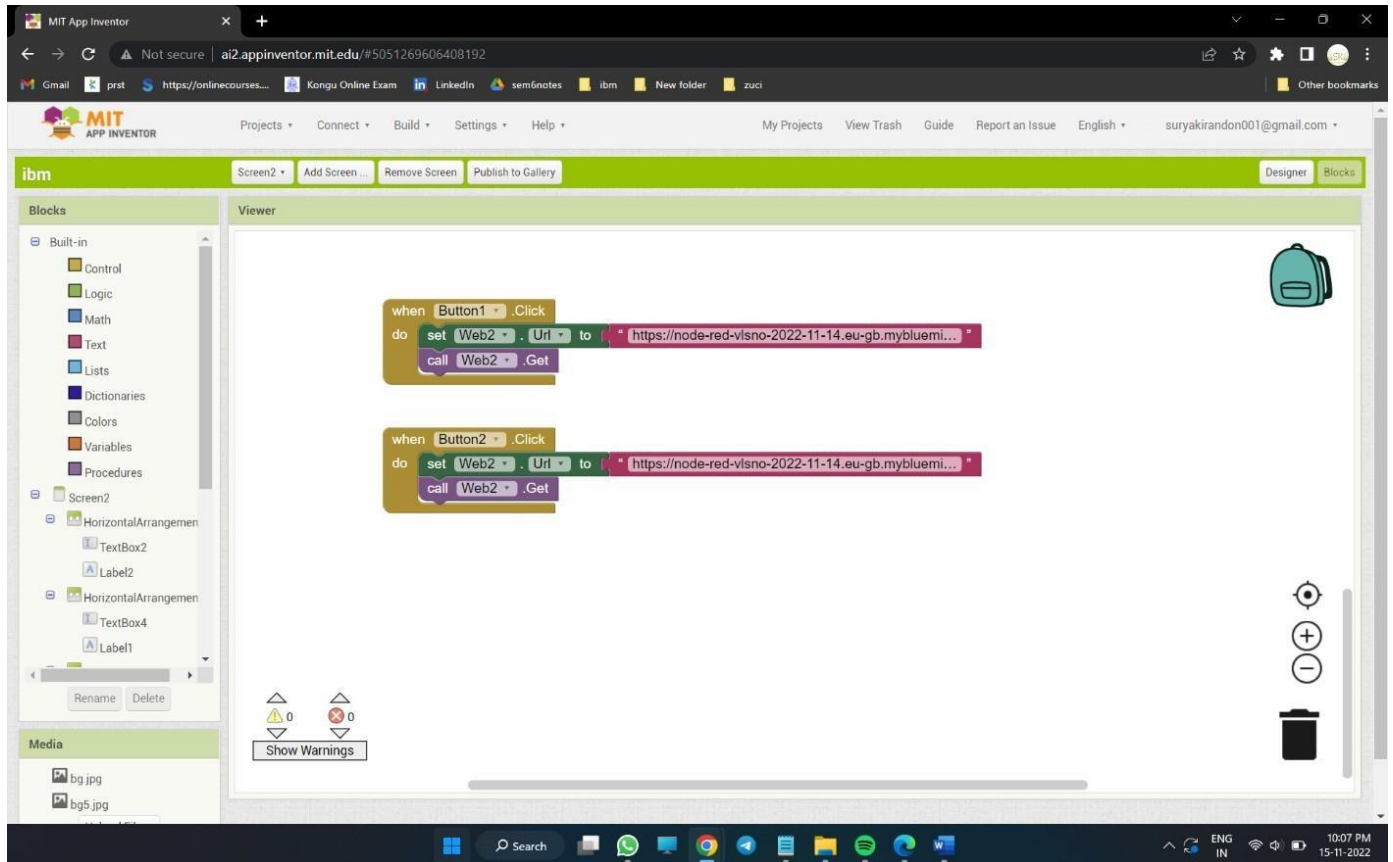 MIT App Inventor
Not secure | ai2.appinventor.mit.edu/#5051269606408192
Gmail prst https://onlinecourses.... Kongu Online Exam LinkedIn sem6notes ibm New folder zuci Other bookmarks
MIT APP INVENTOR
Projects Connect Build Settings Help My Projects View Trash Guide Report an Issue English suryakirandon001@gmail.com
ibm Screen2 Add Screen ... Remove Screen Publish to Gallery Designer Blocks
Blocks Viewer
Built-in
Control
Logic
Math
Text
Lists
Dictionaries
Colors
Variables
Procedures
Screen2
HorizontalArrangemen
TextBox2
Label2
HorizontalArrangemen
TextBox4
Label1
Rename Delete
Media
bg.jpg
bg5.jpg
when Button1 .Click
do set Web2 . Url to " https://node-red-vlsno-2022-11-14.eu-gb.mybluemi... "
call Web2 .Get
when Button2 .Click
do set Web2 . Url to " https://node-red-vlsno-2022-11-14.eu-gb.mybluemi... "
call Web2 .Get
0 0
Show Warnings
Search
ENG IN
10:07 PM
15-11-2022